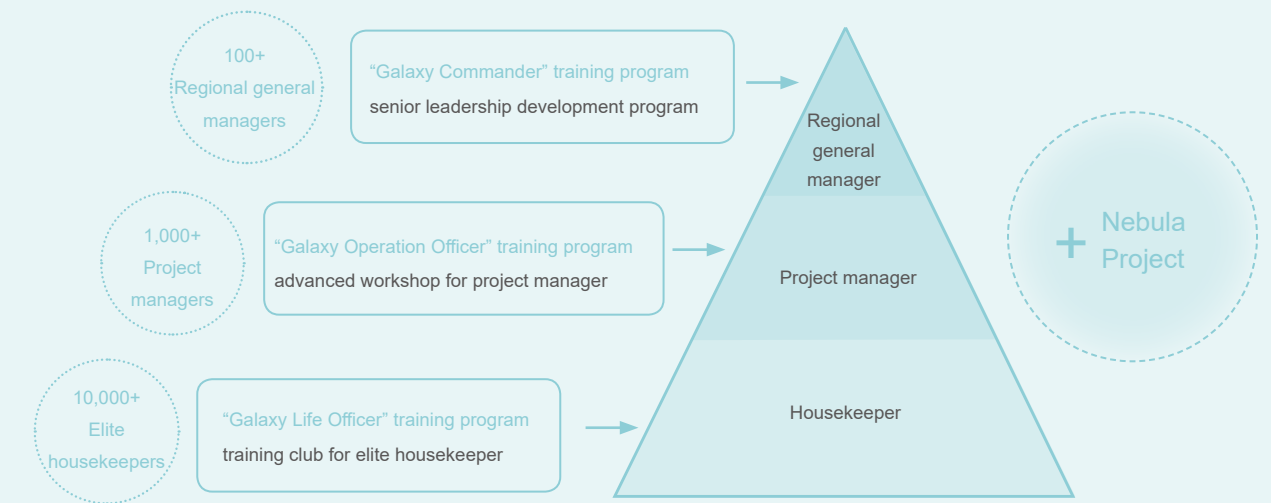 100+
Regional general
managers
“Galaxy Commander” training program
senior leadership development program
Regional
general
manager
1,000+
Project
managers
“Galaxy Operation Officer” training program
advanced workshop for project manager
Project manager
+ Nebula
Project
10,000+
Elite
housekeepers
“Galaxy Life Officer” training program
training club for elite housekeeper
Housekeeper